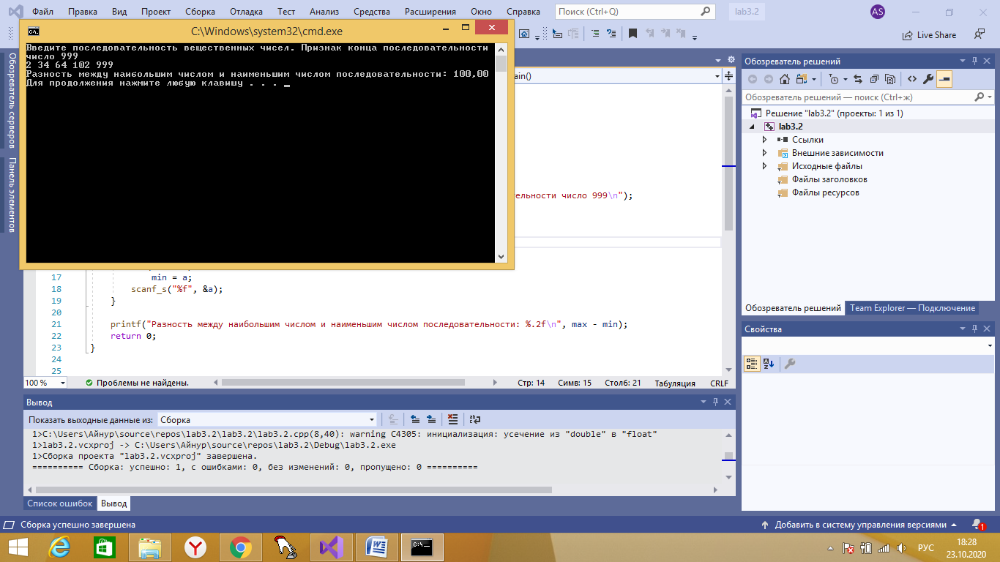 Файл Правка Вид Проект Сборка Отладка Тест Анализ Средства Расширения Окно Справка Поиск (Ctrl+Q) lab3.2 AS
C:\Windows\system32\cmd.exe
Live Share
Введите последовательность вещественных чисел. Признак конца последовательности
число 999
2 34 64 102 999
Разность между наибольшим числом и наименьшим числом последовательности: 100,00
Для продолжения нажмите любую клавишу . . .
Обозреватель серверов
Панель элементов
ain()
тельности число 999\n");
17 min = a;
18 scanf_s("%f", &a);
19 }
20
21 printf("Разность между наибольшим числом и наименьшим числом последовательности: %.2f\n", max - min);
22 return 0;
23 }
24
25
100 % Проблемы не найдены. Стр: 14 Симв: 15 Столб: 21 Табуляция CRLF
Вывод
Показать выходные данные из: Сборка
1>C:\Users\Айнур\source\repos\lab3.2\lab3.2\lab3.2.cpp(8,40): warning C4305: инициализация: усечение из "double" в "float"
1>lab3.2.vcxproj -> C:\Users\Айнур\source\repos\lab3.2\Debug\lab3.2.exe
1>Сборка проекта "lab3.2.vcxproj" завершена.
========== Сборка: успешно: 1, с ошибками: 0, без изменений: 0, пропущено: 0 ==========
Список ошибок Вывод
Обозреватель решений
Обозреватель решений — поиск (Ctrl+ж)
Решение "lab3.2" (проекты: 1 из 1)
lab3.2
Ссылки
Внешние зависимости
Исходные файлы
Файлы заголовков
Файлы ресурсов
Обозреватель решений Team Explorer — Подключение
Свойства
Сборка успешно завершена Добавить в систему управления версиями 1
РУС 18:28
23.10.2020